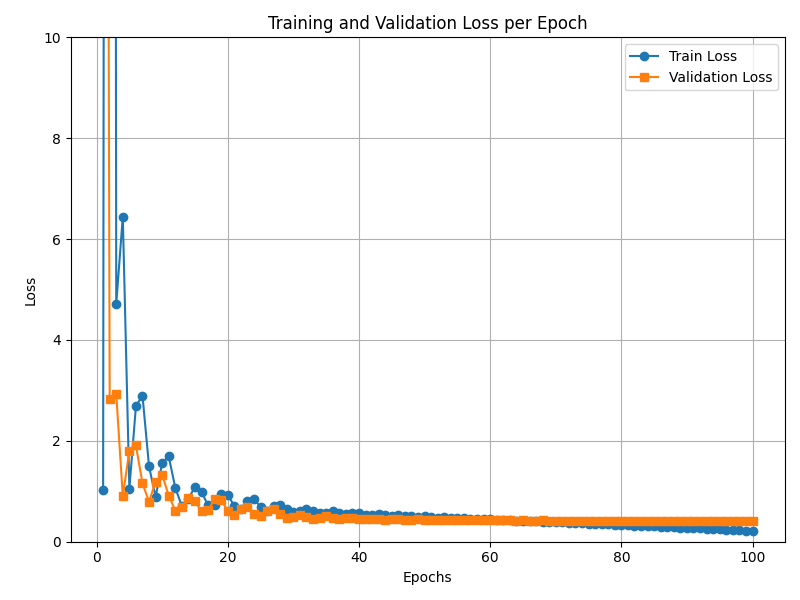 Training and Validation Loss per Epoch
Train Loss
Validation Loss
10
8
6
4
2
0
Loss
0 20 40 60 80 100
Epochs